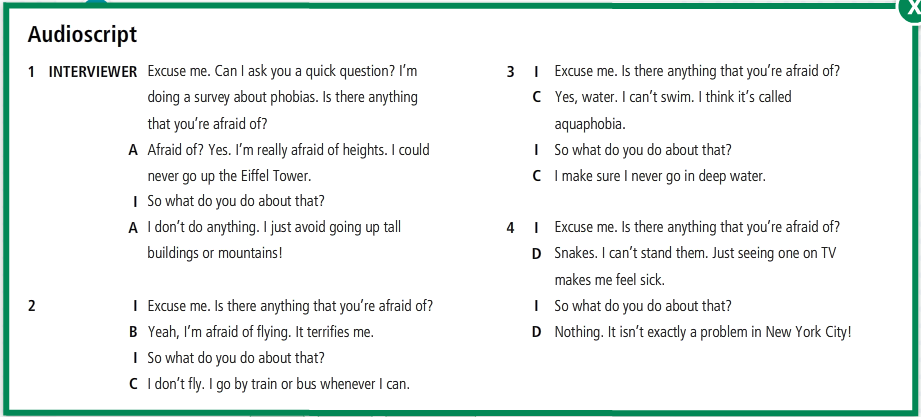 X
Audioscript
1 INTERVIEWER Excuse me. Can I ask you a quick question? I'm
doing a survey about phobias. Is there anything
that you're afraid of?
A Afraid of? Yes. I'm really afraid of heights. I could
never go up the Eiffel Tower.
I So what do you do about that?
A I don't do anything. I just avoid going up tall
buildings or mountains!
2 I Excuse me. Is there anything that you're afraid of?
B Yeah, I'm afraid of flying. It terrifies me.
I So what do you do about that?
C I don't fly. I go by train or bus whenever I can.
3 I Excuse me. Is there anything that you're afraid of?
C Yes, water. I can't swim. I think it's called
aquaphobia.
I So what do you do about that?
C I make sure I never go in deep water.
4 I Excuse me. Is there anything that you're afraid of?
D Snakes. I can't stand them. Just seeing one on TV
makes me feel sick.
I So what do you do about that?
D Nothing. It isn't exactly a problem in New York City!